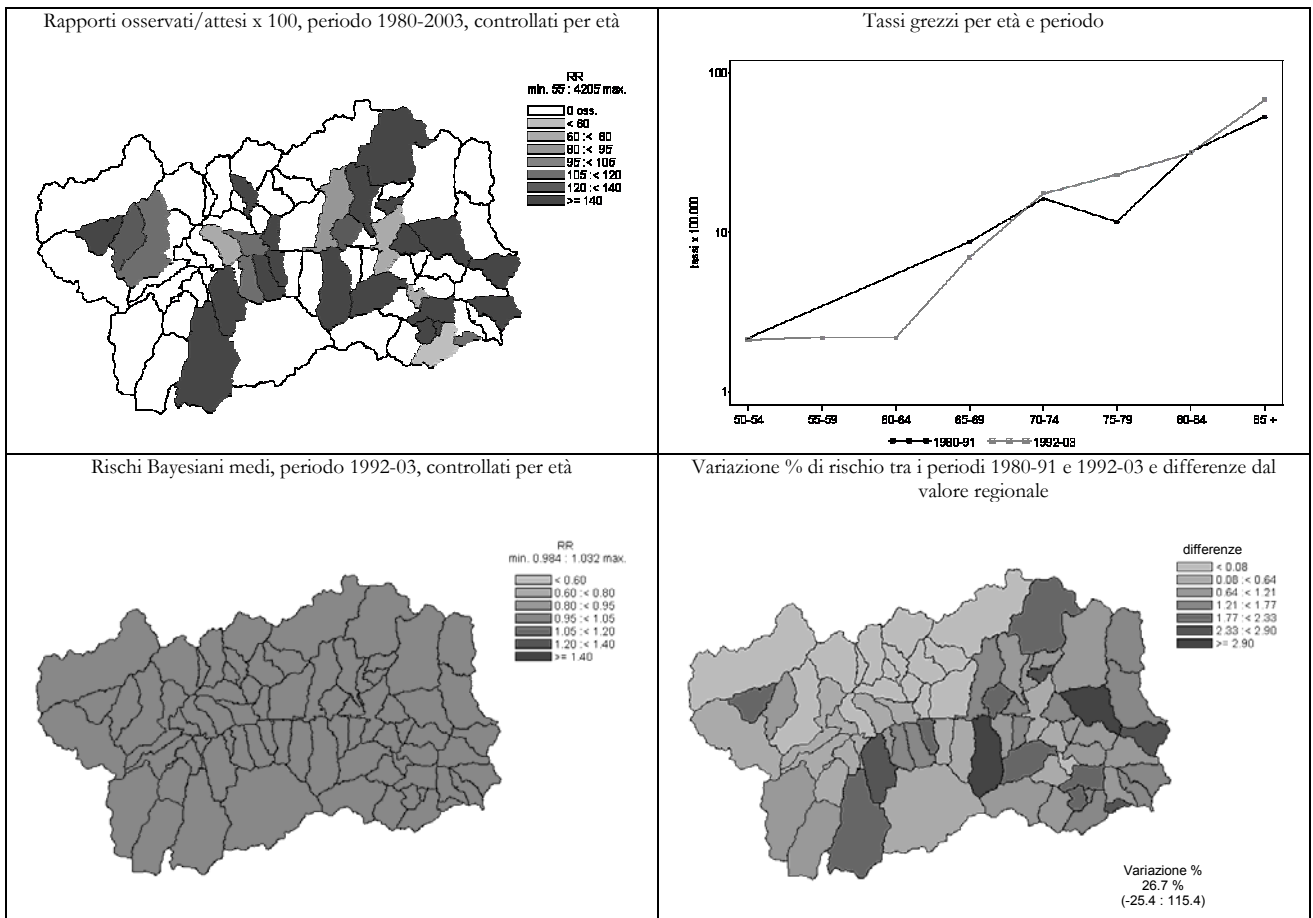 Rapporti osservati/attesi x 100, periodo 1980-2003, controllati per età
RR
min. 55 : 4205 max.
0 oss.
< 60
60 :< 80
80 :< 95
95 :< 105
105 :< 120
120 :< 140
>= 140
Tassi grezzi per età e periodo
100
10
1
tassi x 100.000
50-54
55-59
60-64
65-69
70-74
75-79
80-84
85 +
1980-91
1992-03
Rischi Bayesiani medi, periodo 1992-03, controllati per età
RR
min. 0.984 : 1.032 max.
< 0.60
0.60 :< 0.80
0.80 :< 0.95
0.95 :< 1.05
1.05 :< 1.20
1.20 :< 1.40
>= 1.40
Variazione % di rischio tra i periodi 1980-91 e 1992-03 e differenze dal
valore regionale
differenze
< 0.08
0.08 :< 0.64
0.64 :< 1.21
1.21 :< 1.77
1.77 :< 2.33
2.33 :< 2.90
>= 2.90
Variazione %
26.7 %
(-25.4 : 115.4)